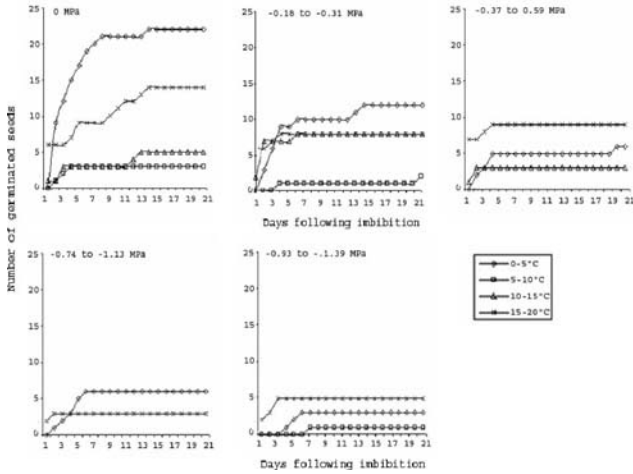 0 MPa
25
20
15
10
5
0
1 3 5 7 9 11 13 15 17 19 21
-0.18 to -0.31 MPa
25
20
15
10
5
0
1 3 5 7 9 11 13 15 17 19 21
Days following imbibition
-0.37 to 0.59 MPa
25
20
15
10
5
0
1 3 5 7 9 11 13 15 17 19 21
Number of germinated seeds
-0.74 to -1.13 MPa
25
20
15
10
5
0
1 3 5 7 9 11 13 15 17 19 21
-0.93 to -.1.39 MPa
25
20
15
10
5
0
1 3 5 7 9 11 13 15 17 19 21
Days following imbibition
0-5°C
5-10°C
10-15°C
15-20°C